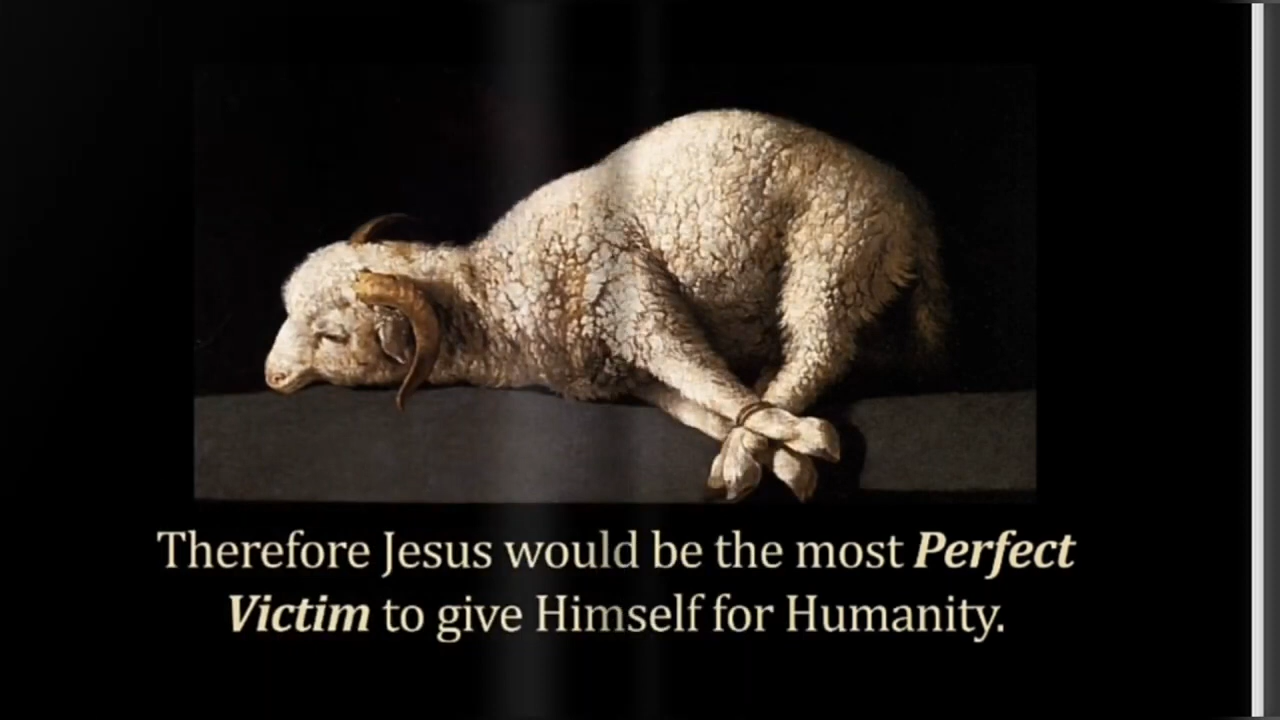 Therefore Jesus would be the most Perfect
Victim to give Himself for Humanity.